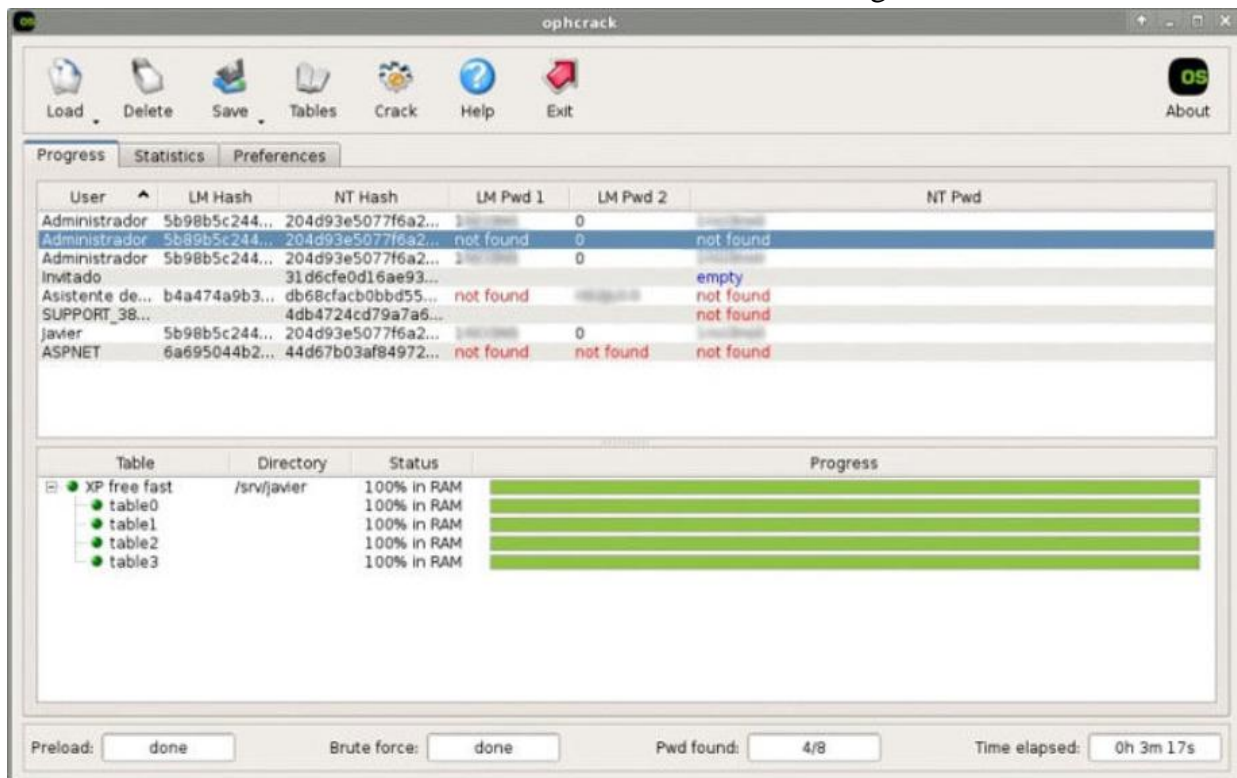 ophcrack
Load Delete Save Tables Crack Help Exit OS About
Progress Statistics Preferences
User LM Hash NT Hash LM Pwd 1 LM Pwd 2 NT Pwd
Administrador 5b98b5c244... 204d93e5077f6a2... 0
Administrador 5b89b5c244... 204d93e5077f6a2... not found 0 not found
Administrador 5b98b5c244... 204d93e5077f6a2... 0
Invitado 31d6cfe0d16ae93... empty
Asistente de... b4a474a9b3... db68cfacb0bbd55... not found not found
SUPPORT_38... 4db4724cd79a7a6... not found
Javier 5b98b5c244... 204d93e5077f6a2... 0
ASPNET 6a695044b2... 44d67b03af84972... not found not found not found
Table Directory Status Progress
XP free fast /srv/javier 100% in RAM
table0 100% in RAM
table1 100% in RAM
table2 100% in RAM
table3 100% in RAM
Preload: done Brute force: done Pwd found: 4/8 Time elapsed: 0h 3m 17s